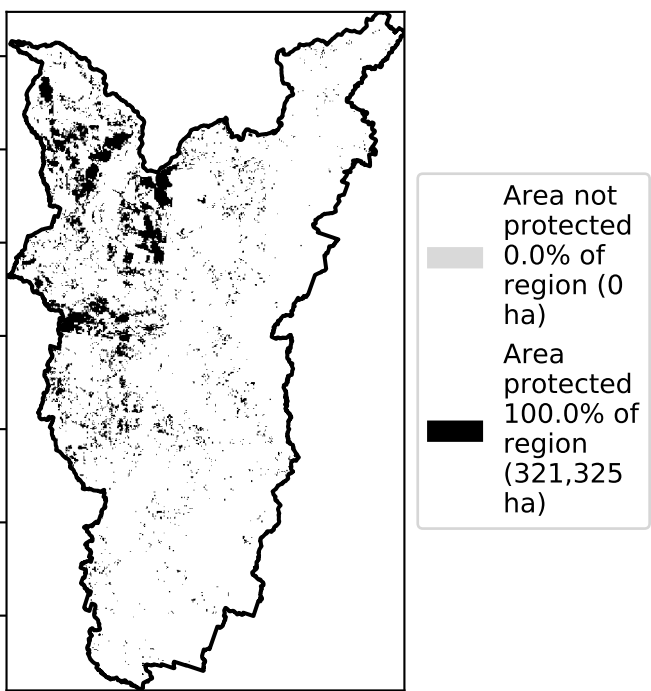 Area not
protected
0.0% of
region (0
ha)
Area
protected
100.0% of
region
(321,325
ha)